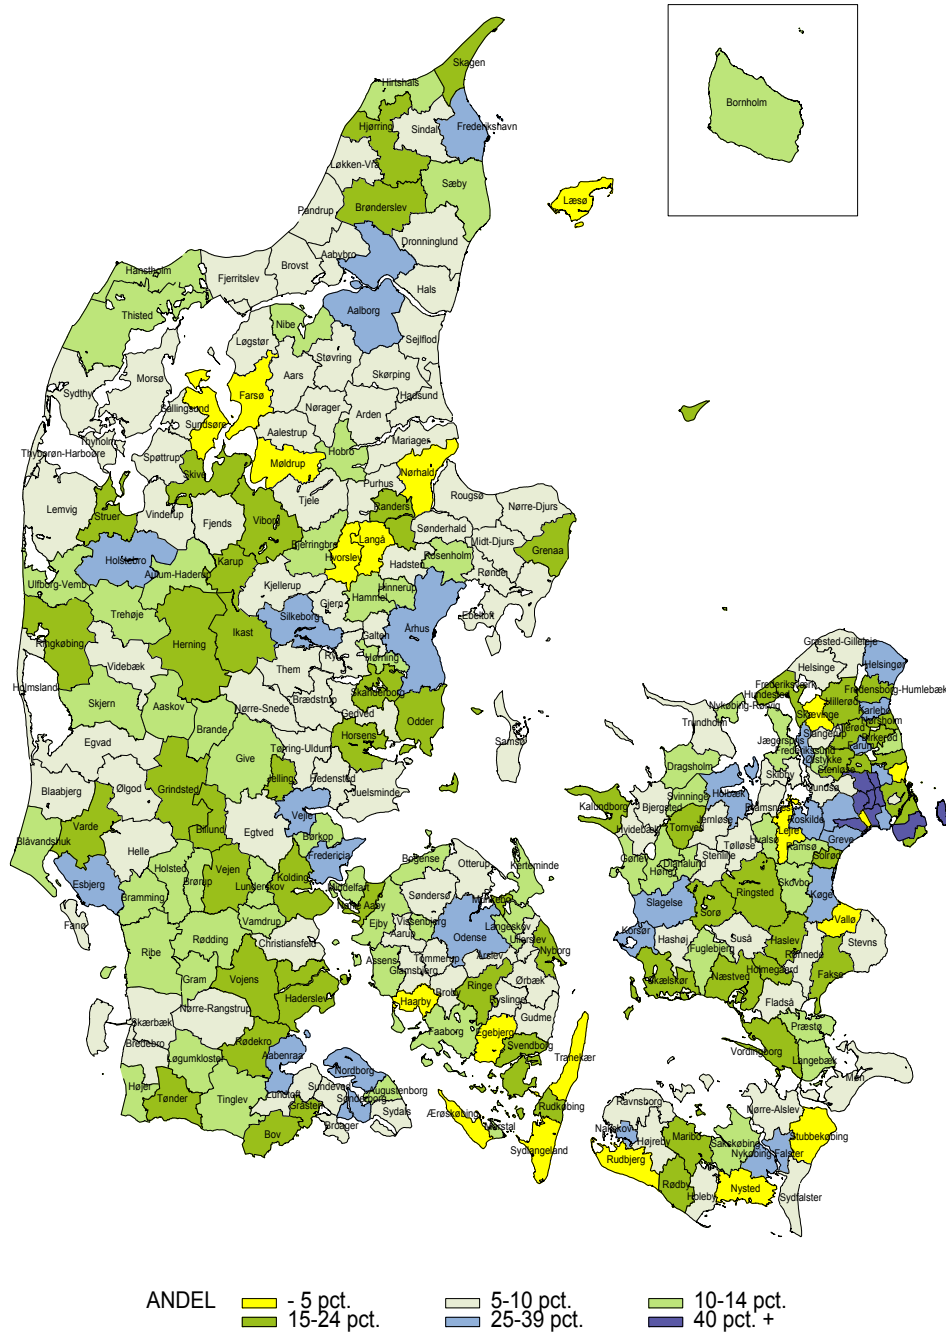 Skagen
Hirtshals
Bornholm
Hjørring
Sindal
Frederikshavn
Løkken-Vrå
Sæby
Læsø
Brønderslev
Pandrup
Dronninglund
Aabybro
Brovst
Hanstholm
Fjerritslev
Hals
Aalborg
Thisted
Nibe
Løgstør
Sejlflod
Støvring
Aars
Skørping
Morsø
Sydthy
Farsø
Hadsund
Sallingsund
Nørager
Arden
Sundsøre
Aalestrup
Thyholm
Mariager
Thyborøn-Harboøre
Hobro
Spøttrup
Møldrup
Nørhald
Skive
Purhus
Tjele
Rougsø
Nørre-Djurs
Lemvig
Randers
Struer
Vinderup
Fjends
Viborg
Sønderhald
Langå
Midt-Djurs
Grenaa
Bjerringbro
Hvorslev
Rosenholm
Holstebro
Karup
Hadsten
Aulum-Haderup
Rønde
Ulfborg-Vemb
Kjellerup
Hinnerup
Hammel
Gjern
Trehøje
Silkeborg
Ebeltoft
Århus
Ikast
Galten
Ringkøbing
Herning
Græsted-Gilleleje
Videbæk
Ry
Hørning
Helsinge
Helsingør
Them
Holmsland
Skanderborg
Frederiksværk
Fredensborg-Humlebæk
Brædstrup
Hundested
Hillerød
Skjern
Aaskov
Nørre-Snede
Nykøbing-Rørvig
Karlebo
Gedved
Skævinge
Hørsholm
Odder
Trundholm
Brande
Allerød
Horsens
Slangerup
Birkerød
Samsø
Jægerspris
Egvad
Tørring-Uldum
Frederikssund
Farum
Give
Ølstykke
Dragsholm
Stenløse
Hedensted
Skibby
Ølgod
Jelling
Gundsø
Blaabjerg
Grindsted
Juelsminde
Svinninge
Holbæk
Kalundborg
Bjergsted
Bramsnæs
Vejle
Jernløse
Roskilde
Varde
Billund
Hvidebæk
Tornved
Lejre
Blåvandshuk
Egtved
Børkop
Hvalsø
Greve
Tølløse
Ramsø
Helle
Stenlille
Solrød
Fredericia
Gørlev
Dianalund
Otterup
Holsted
Vejen
Bogense
Kerteminde
Høng
Skovbo
Esbjerg
Brørup
Kolding
Bramming
Lunderskov
Middelfart
Søndersø
Ringsted
Køge
Munkebo
Slagelse
Nørre Aaby
Sorø
Vamdrup
Vissenbjerg
Vallø
Fanø
Ejby
Langeskov
Korsør
Aarup
Odense
Suså
Haslev
Rødding
Christiansfeld
Ullerslev
Hashøj
Stevns
Ribe
Fuglebjerg
Nyborg
Rønnede
Assens
Tommerup
Årslev
Glamsbjerg
Holmegaard
Gram
Vojens
Ørbæk
Skælskør
Næstved
Fakse
Ringe
Broby
Haderslev
Haarby
Ryslinge
Fladså
Nørre-Rangstrup
Gudme
Skærbæk
Præstø
Faaborg
Egebjerg
Bredebro
Rødekro
Svendborg
Vordingborg
Langebæk
Løgumkloster
Aabenraa
Tranekær
Nordborg
Møn
Højer
Sundeved
Augustenborg
Lundtoft
Ravnsborg
Tønder
Tinglev
Sønderborg
Rudkøbing
Nørre-Alslev
Gråsten
Sydals
Ærøskøbing
Nakskov
Broager
Marstal
Højreby
Maribo
Sakskøbing
Stubbekøbing
Bov
Sydlangeland
Nykøbing Falster
Rudbjerg
Rødby
Nysted
Holeby
Sydfalster
ANDEL
- 5 pct.
5-10 pct.
10-14 pct.
15-24 pct.
25-39 pct.
40 pct. +